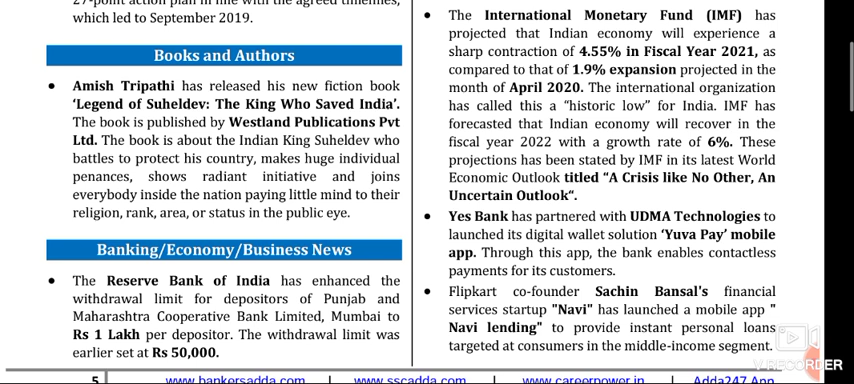 27-point action plan in line with the agreed timelines,
which led to September 2019.
Books and Authors
• Amish Tripathi has released his new fiction book
‘Legend of Suheldev: The King Who Saved India’.
The book is published by Westland Publications Pvt
Ltd. The book is about the Indian King Suheldev who
battles to protect his country, makes huge individual
penances, shows radiant initiative and joins
everybody inside the nation paying little mind to their
religion, rank, area, or status in the public eye.
Banking/Economy/Business News
• The Reserve Bank of India has enhanced the
withdrawal limit for depositors of Punjab and
Maharashtra Cooperative Bank Limited, Mumbai to
Rs 1 Lakh per depositor. The withdrawal limit was
earlier set at Rs 50,000.
• The International Monetary Fund (IMF) has
projected that Indian economy will experience a
sharp contraction of 4.55% in Fiscal Year 2021, as
compared to that of 1.9% expansion projected in the
month of April 2020. The international organization
has called this a “historic low” for India. IMF has
forecasted that Indian economy will recover in the
fiscal year 2022 with a growth rate of 6%. These
projections has been stated by IMF in its latest World
Economic Outlook titled “A Crisis like No Other, An
Uncertain Outlook“.
• Yes Bank has partnered with UDMA Technologies to
launched its digital wallet solution ‘Yuva Pay’ mobile
app. Through this app, the bank enables contactless
payments for its customers.
• Flipkart co-founder Sachin Bansal's financial
services startup "Navi" has launched a mobile app "
Navi lending" to provide instant personal loans
targeted at consumers in the middle-income segment.
V RECORDER
5 www.bankersadda.com | www.sscadda.com | www.careerpower.in | Adda247 App